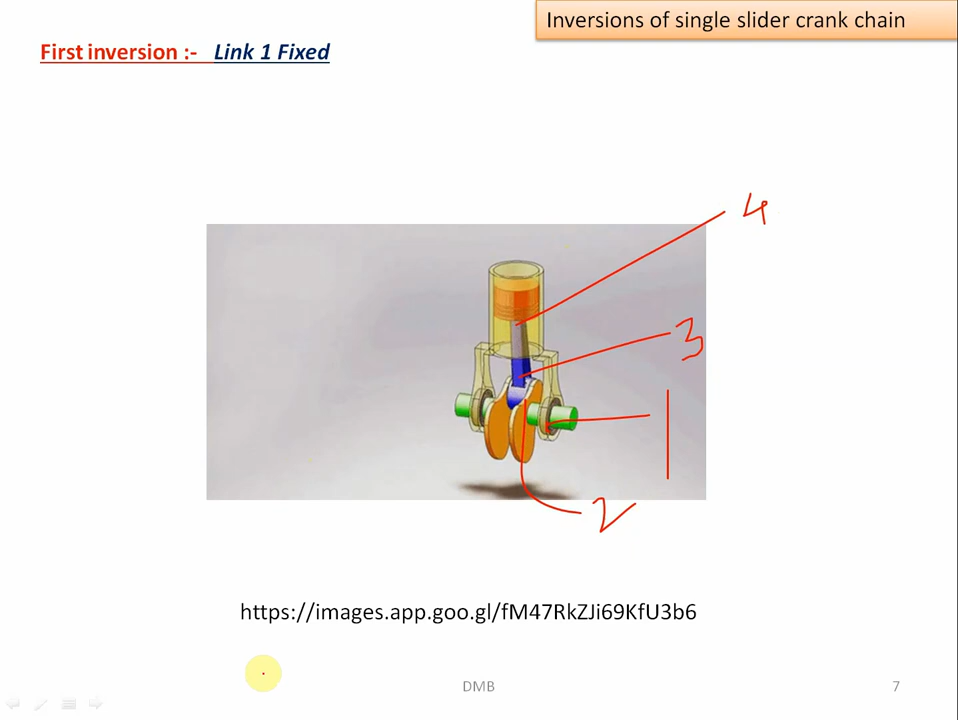 Inversions of single slider crank chain
First inversion :- Link 1 Fixed
4
3
1
2
https://images.app.goo.gl/fM47RkZJi69KfU3b6
DMB
7